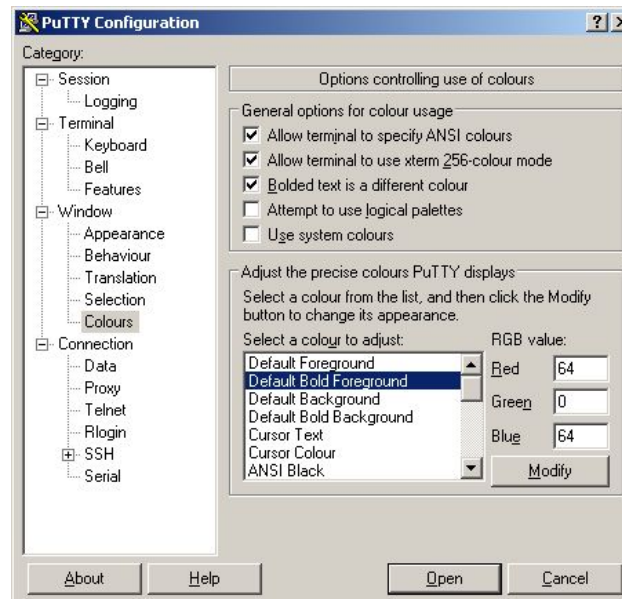 PuTTY Configuration
Category:
Session
Logging
Terminal
Keyboard
Bell
Features
Window
Appearance
Behaviour
Translation
Selection
Colours
Connection
Data
Proxy
Telnet
Rlogin
SSH
Serial
Options controlling use of colours
General options for colour usage
Allow terminal to specify ANSI colours
Allow terminal to use xterm 256-colour mode
Bolded text is a different colour
Attempt to use logical palettes
Use system colours
Adjust the precise colours PuTTY displays
Select a colour from the list, and then click the Modify
button to change its appearance.
Select a colour to adjust:
RGB value:
Default Foreground
Default Bold Foreground
Default Background
Default Bold Background
Cursor Text
Cursor Colour
ANSI Black
Red 64
Green 0
Blue 64
Modify
About
Help
Open
Cancel